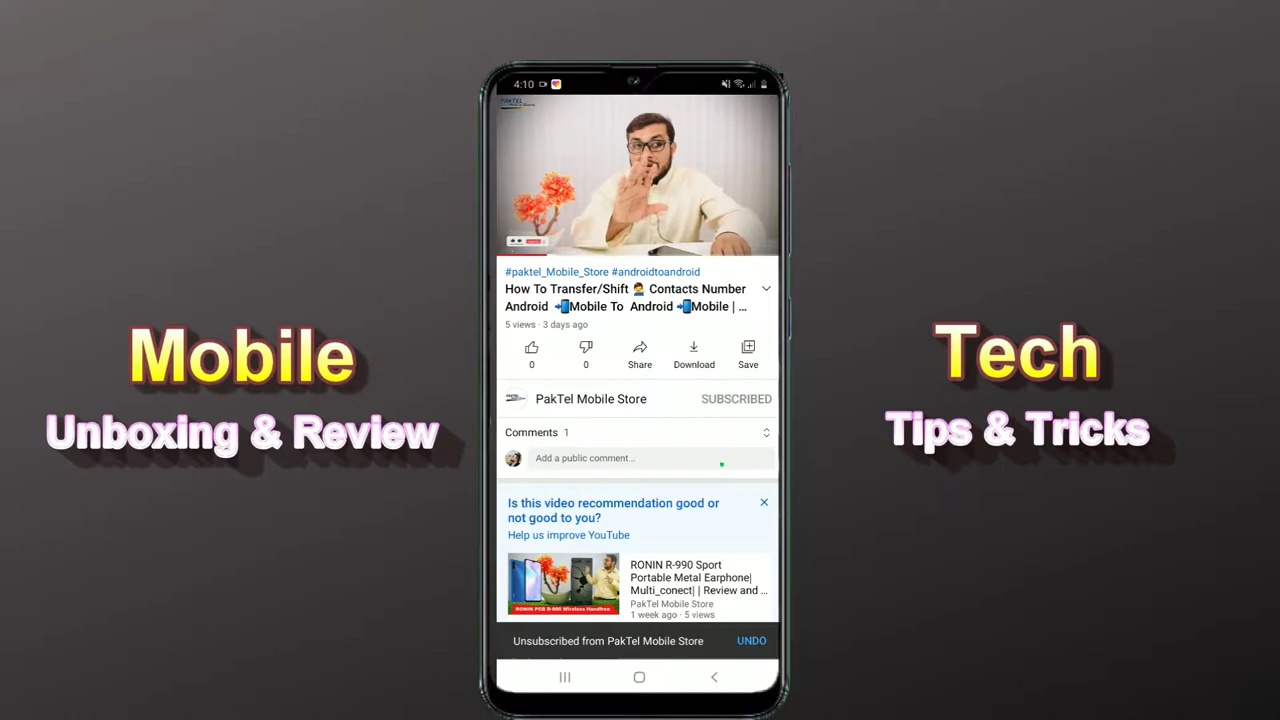 4:10
PAKTEL
#paktel_Mobile_Store #androidtoandroid
How To Transfer/Shift 🤷‍♂️ Contacts Number
Android 📲Mobile To Android 📲Mobile | ...
5 views · 3 days ago
0
0
Share
Download
Save
PakTel Mobile Store
SUBSCRIBED
Comments 1
Add a public comment...
Is this video recommendation good or
not good to you?
Help us improve YouTube
RONIN R-990 Sport
Portable Metal Earphone|
Multi_conect| | Review and ...
PakTel Mobile Store
1 week ago · 5 views
Unsubscribed from PakTel Mobile Store
UNDO
Mobile
Unboxing & Review
Tech
Tips & Tricks